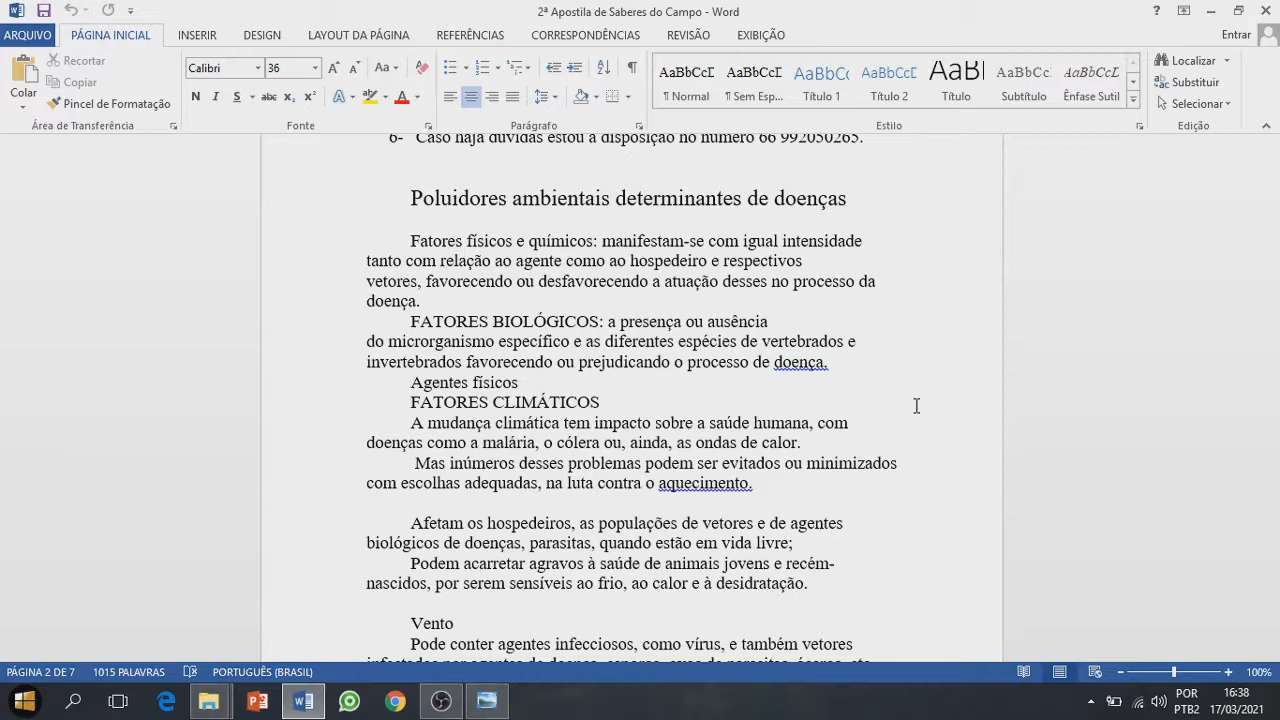 2ª Apostila de Saberes do Campo - Word
ARQUIVO PÁGINA INICIAL INSERIR DESIGN LAYOUT DA PÁGINA REFERÊNCIAS CORRESPONDÊNCIAS REVISÃO EXIBIÇÃO Entrar
Colar
Recortar
Copiar
Pincel de Formatação
Área de Transferência
Calibri 36
N I S abc x₂ x²
Fonte
Parágrafo
AaBbCcI AaBbCcI AaBbCc AaBbCcI AaBI AaBbCcI AaBbCcI
¶ Normal ¶ Sem Esp... Título 1 Título 2 Título Subtítulo Ênfase Sutil
Estilo
Localizar
Substituir
Selecionar
Edição
6- Caso haja dúvidas estou a disposição no número 66 992050265.
Poluidores ambientais determinantes de doenças
Fatores físicos e químicos: manifestam-se com igual intensidade
tanto com relação ao agente como ao hospedeiro e respectivos
vetores, favorecendo ou desfavorecendo a atuação desses no processo da
doença.
FATORES BIOLÓGICOS: a presença ou ausência
do microrganismo específico e as diferentes espécies de vertebrados e
invertebrados favorecendo ou prejudicando o processo de doença.
Agentes físicos
FATORES CLIMÁTICOS
A mudança climática tem impacto sobre a saúde humana, com
doenças como a malária, o cólera ou, ainda, as ondas de calor.
Mas inúmeros desses problemas podem ser evitados ou minimizados
com escolhas adequadas, na luta contra o aquecimento.
Afetam os hospedeiros, as populações de vetores e de agentes
biológicos de doenças, parasitas, quando estão em vida livre;
Podem acarretar agravos à saúde de animais jovens e recém-
nascidos, por serem sensíveis ao frio, ao calor e à desidratação.
Vento
Pode conter agentes infecciosos, como vírus, e também vetores
PÁGINA 2 DE 7 1015 PALAVRAS PORTUGUÊS (BRASIL) 100%
POR 16:38
PTB2 17/03/2021